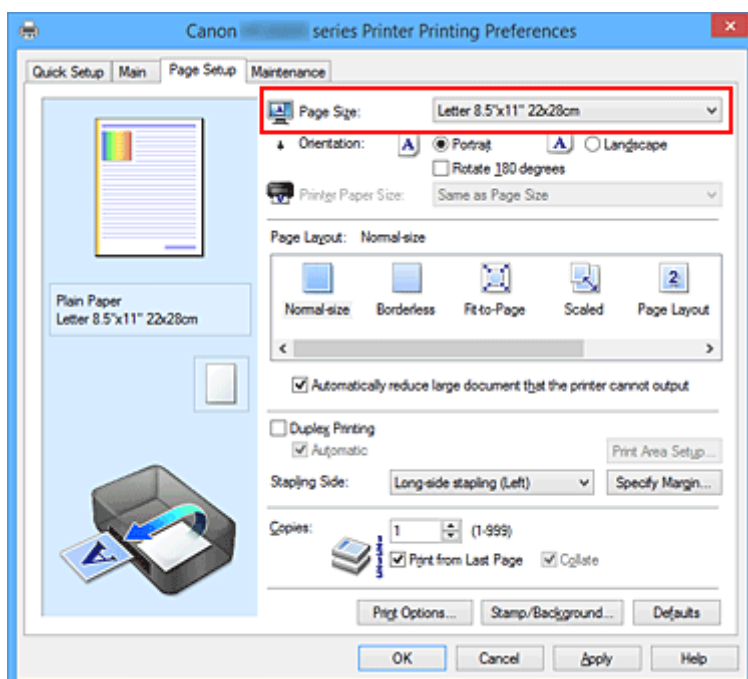 Canon series Printer Printing Preferences
Quick Setup Main Page Setup Maintenance
Page Size: Letter 8.5"x11" 22x28cm
Orientation: A Portrait A Landscape
Rotate 180 degrees
Printer Paper Size: Same as Page Size
Page Layout: Normal-size
2
Normal-size Borderless Fit-to-Page Scaled Page Layout
Plain Paper
Letter 8.5"x11" 22x28cm
Automatically reduce large document that the printer cannot output
Duplex Printing
Automatic
Print Area Setup...
Stapling Side: Long-side stapling (Left) Specify Margin...
Copies: 1 (1-999)
Print from Last Page Collate
A
Print Options... Stamp/Background... Defaults
OK Cancel Apply Help